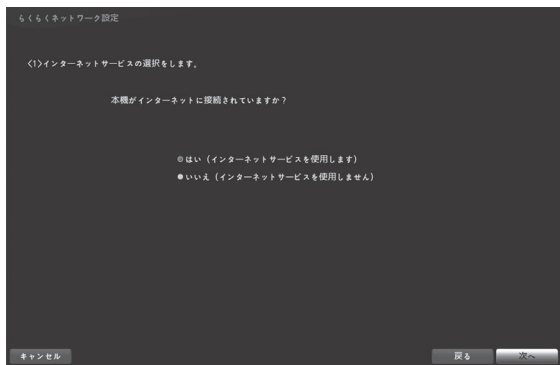 らくらくネットワーク設定
<1>インターネットサービスの選択をします。
本機がインターネットに接続されていますか？
◎はい（インターネットサービスを使用します）
●いいえ（インターネットサービスを使用しません）
キャンセル
戻る
次へ